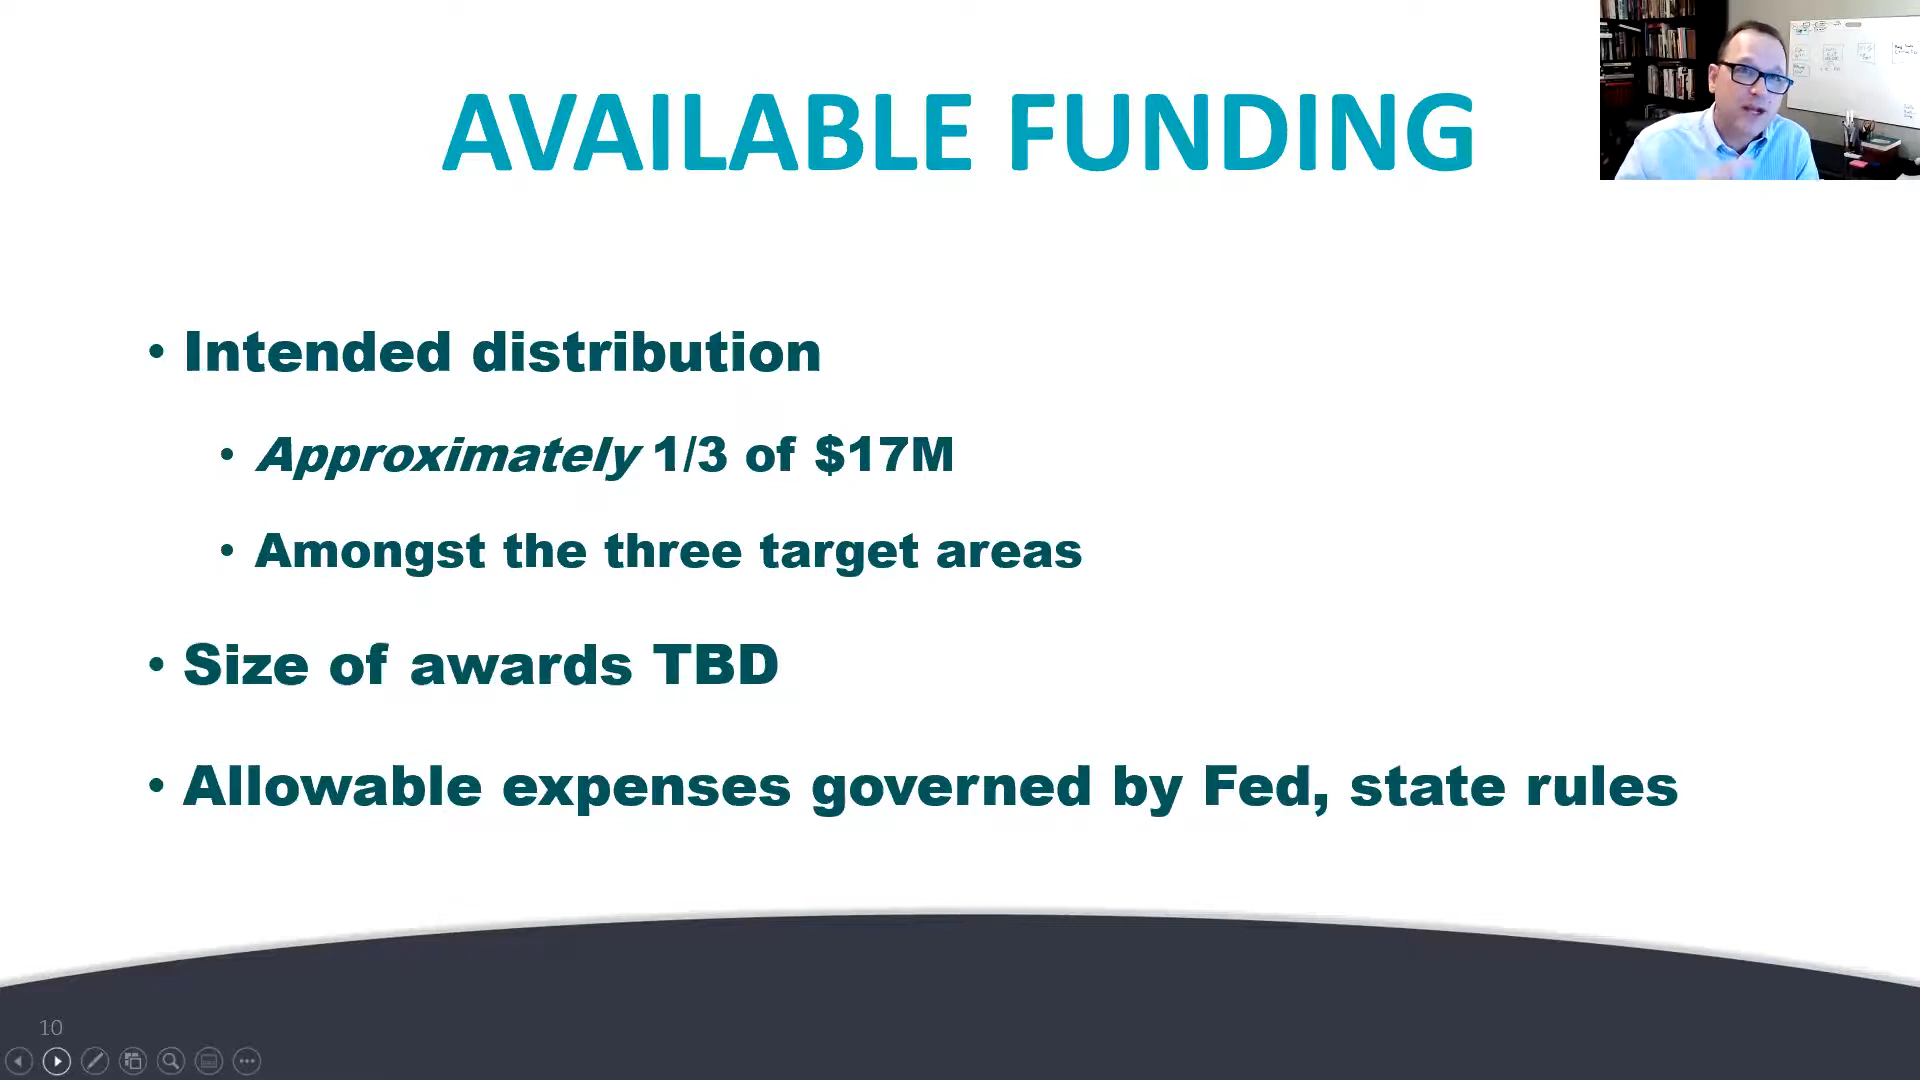 AVAILABLE FUNDING
• Intended distribution
• Approximately 1/3 of $17M
• Amongst the three target areas
• Size of awards TBD
• Allowable expenses governed by Fed, state rules
10